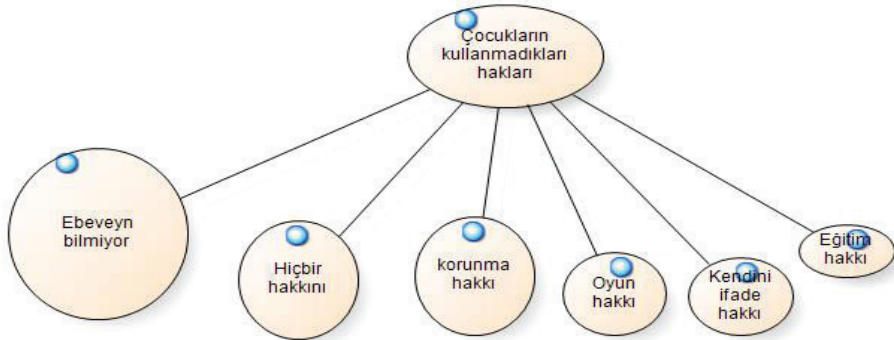 Çocukların
kullanmadıkları
hakları
Ebeveyn
bilmiyor
Hiçbir
hakkını
korunma
hakkı
Oyun
hakkı
Kendini
ifade
hakkı
Eğitim
hakkı